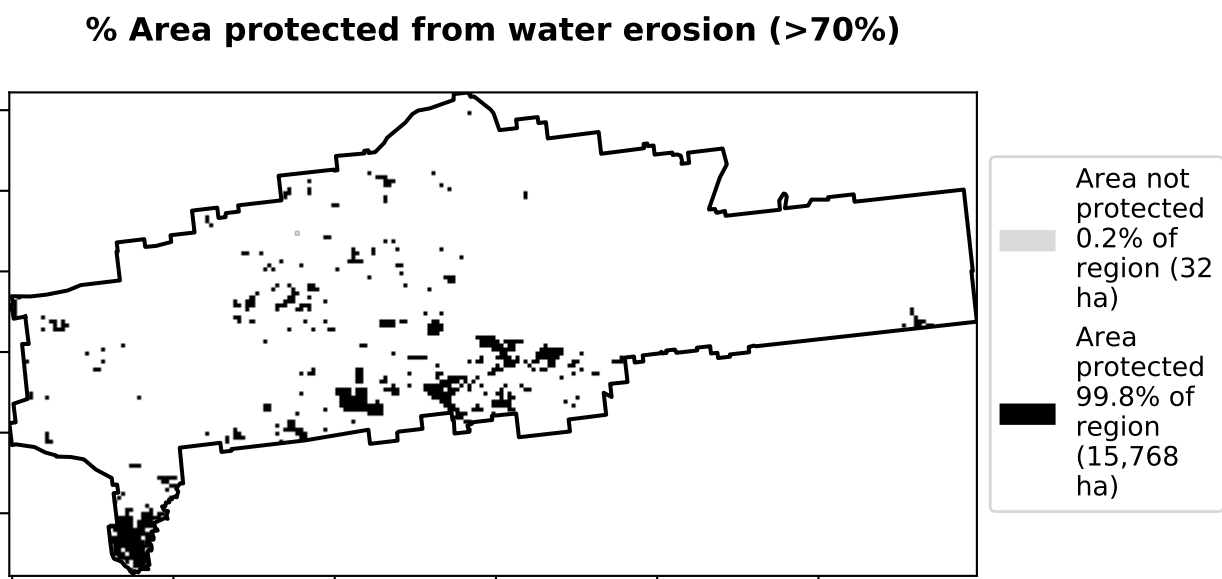 % Area protected from water erosion (>70%)
Area not
protected
0.2% of
region (32
ha)
Area
protected
99.8% of
region
(15,768
ha)